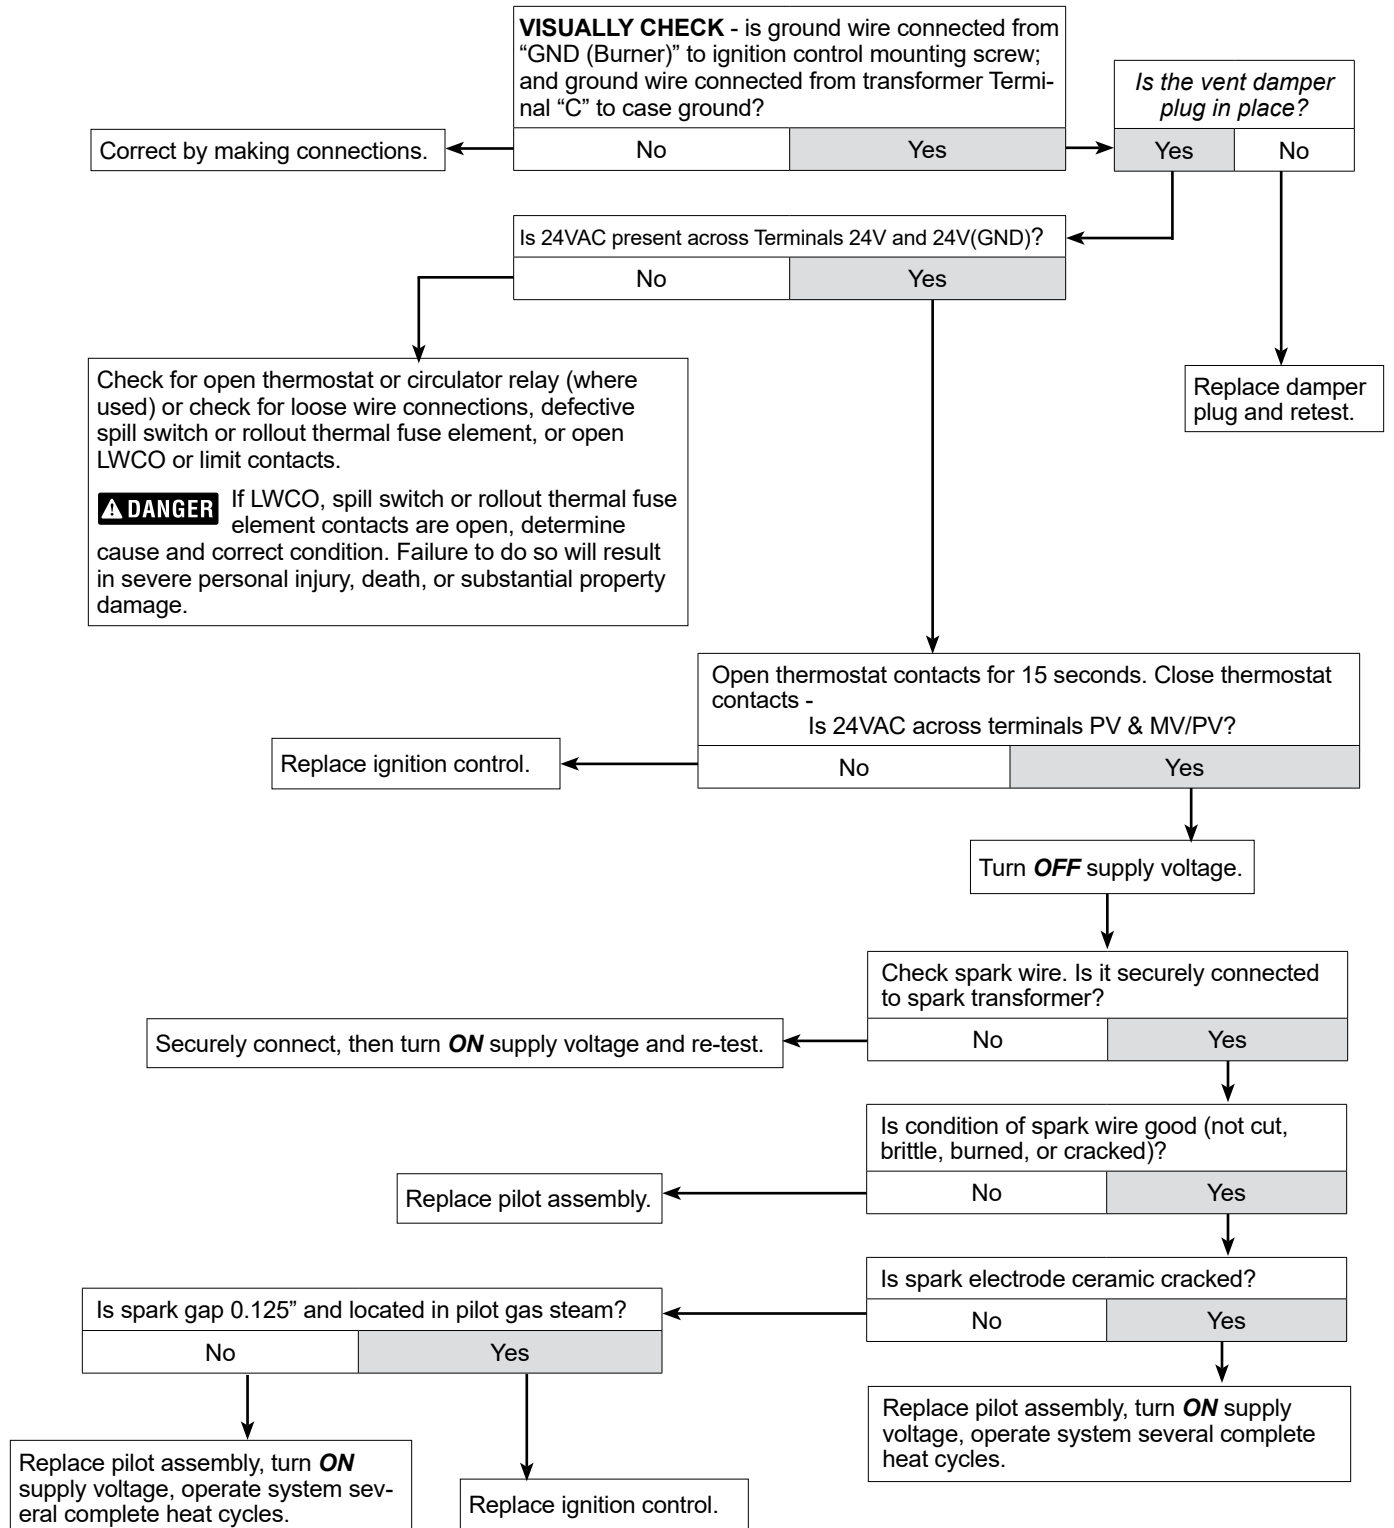 VISUALLY CHECK - is ground wire connected from
“GND (Burner)” to ignition control mounting screw;
and ground wire connected from transformer Termi-
nal “C” to case ground?
No
Yes
Is the vent damper
plug in place?
Yes
No
Correct by making connections.
Is 24VAC present across Terminals 24V and 24V(GND)?
No
Yes
Check for open thermostat or circulator relay (where
used) or check for loose wire connections, defective
spill switch or rollout thermal fuse element, or open
LWCO or limit contacts.
DANGER If LWCO, spill switch or rollout thermal fuse
element contacts are open, determine
cause and correct condition. Failure to do so will result
in severe personal injury, death, or substantial property
damage.
Replace damper
plug and retest.
Open thermostat contacts for 15 seconds. Close thermostat
contacts -
Is 24VAC across terminals PV & MV/PV?
No
Yes
Replace ignition control.
Turn OFF supply voltage.
Check spark wire. Is it securely connected
to spark transformer?
No
Yes
Securely connect, then turn ON supply voltage and re-test.
Is condition of spark wire good (not cut,
brittle, burned, or cracked)?
No
Yes
Replace pilot assembly.
Is spark electrode ceramic cracked?
No
Yes
Is spark gap 0.125” and located in pilot gas steam?
No
Yes
Replace pilot assembly, turn ON supply
voltage, operate system several complete
heat cycles.
Replace pilot assembly, turn ON
supply voltage, operate system sev-
eral complete heat cycles.
Replace ignition control.